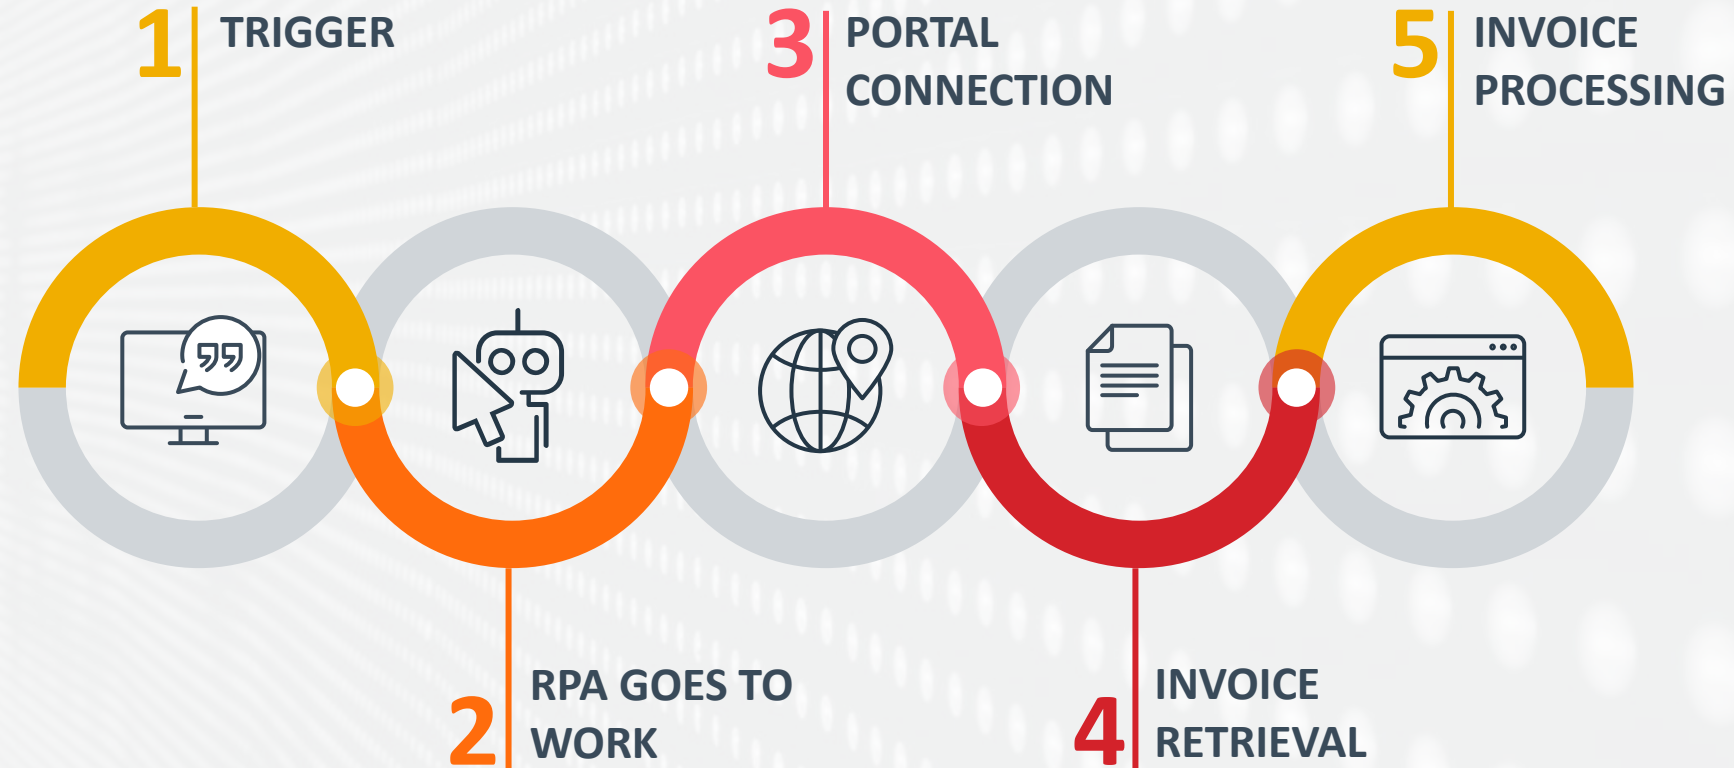 1 TRIGGER
3 PORTAL
CONNECTION
5 INVOICE
PROCESSING
2 RPA GOES TO
WORK
4 INVOICE
RETRIEVAL